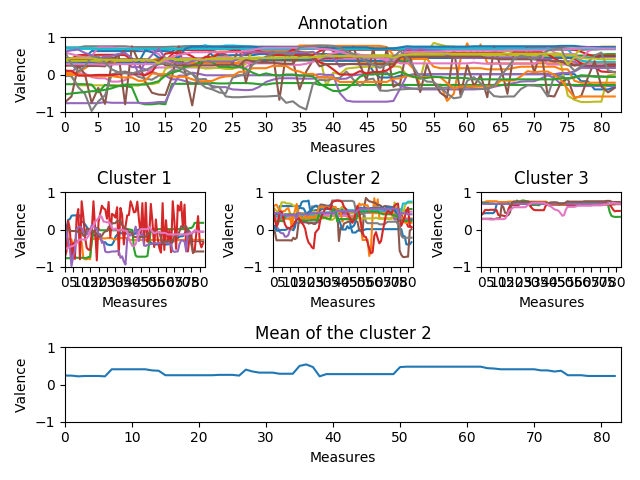 Annotation
1
0
−1
Valence
0 5 10 15 20 25 30 35 40 45 50 55 60 65 70 75 80
Measures
Cluster 1 Cluster 2 Cluster 3
1 1 1
0 0 0
−1 −1 −1
Valence Valence Valence
Measures Measures Measures
Mean of the cluster 2
1
0
−1
Valence
0 10 20 30 40 50 60 70 80
Measures